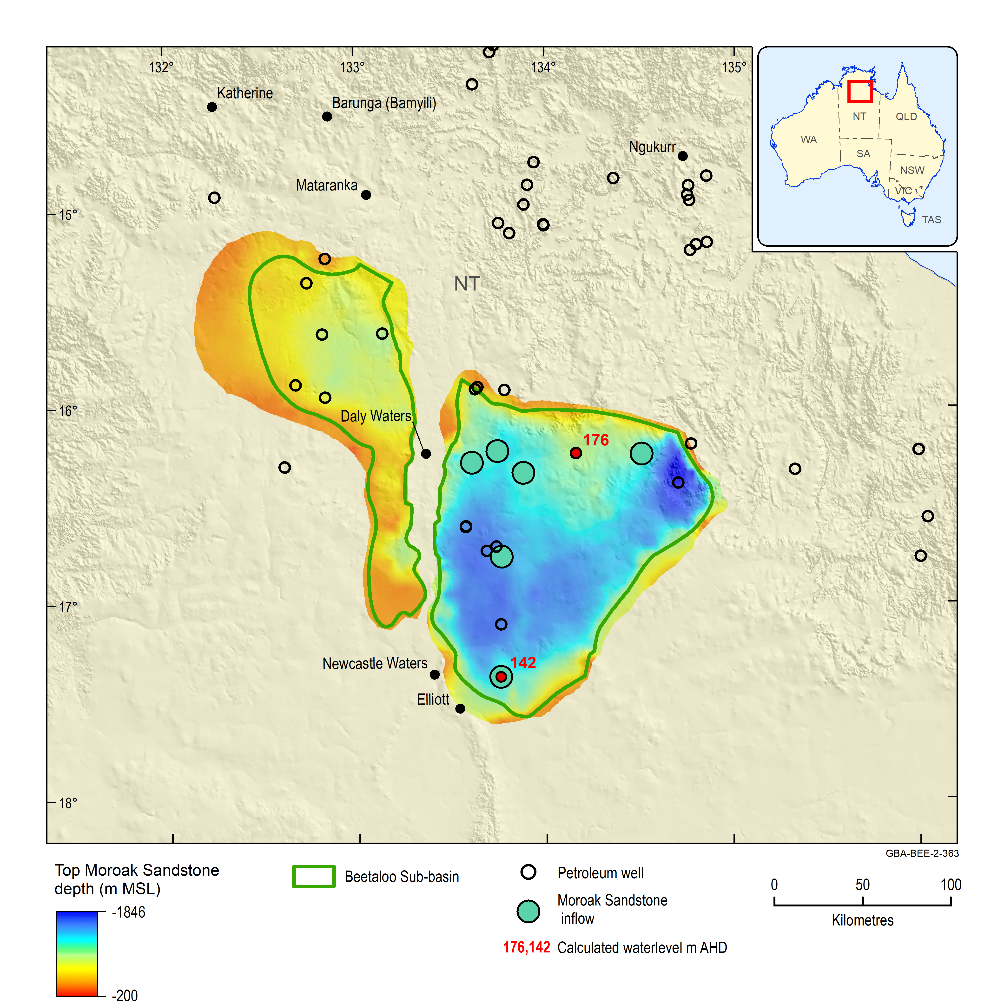 132°
133°
134°
135°
Katherine
Barunga (Bamyili)
Ngukurr
Mataranka
15°
NT
16°
Daly Waters
176
17°
142
Newcastle Waters
Elliott
18°
WA
NT
QLD
SA
NSW
VIC
TAS
GBA-BEE-2-363
Top Moroak Sandstone
depth (m MSL)
-1846
-200
Beetaloo Sub-basin
Petroleum well
Moroak Sandstone
inflow
176,142 Calculated waterlevel m AHD
0 50 100
Kilometres